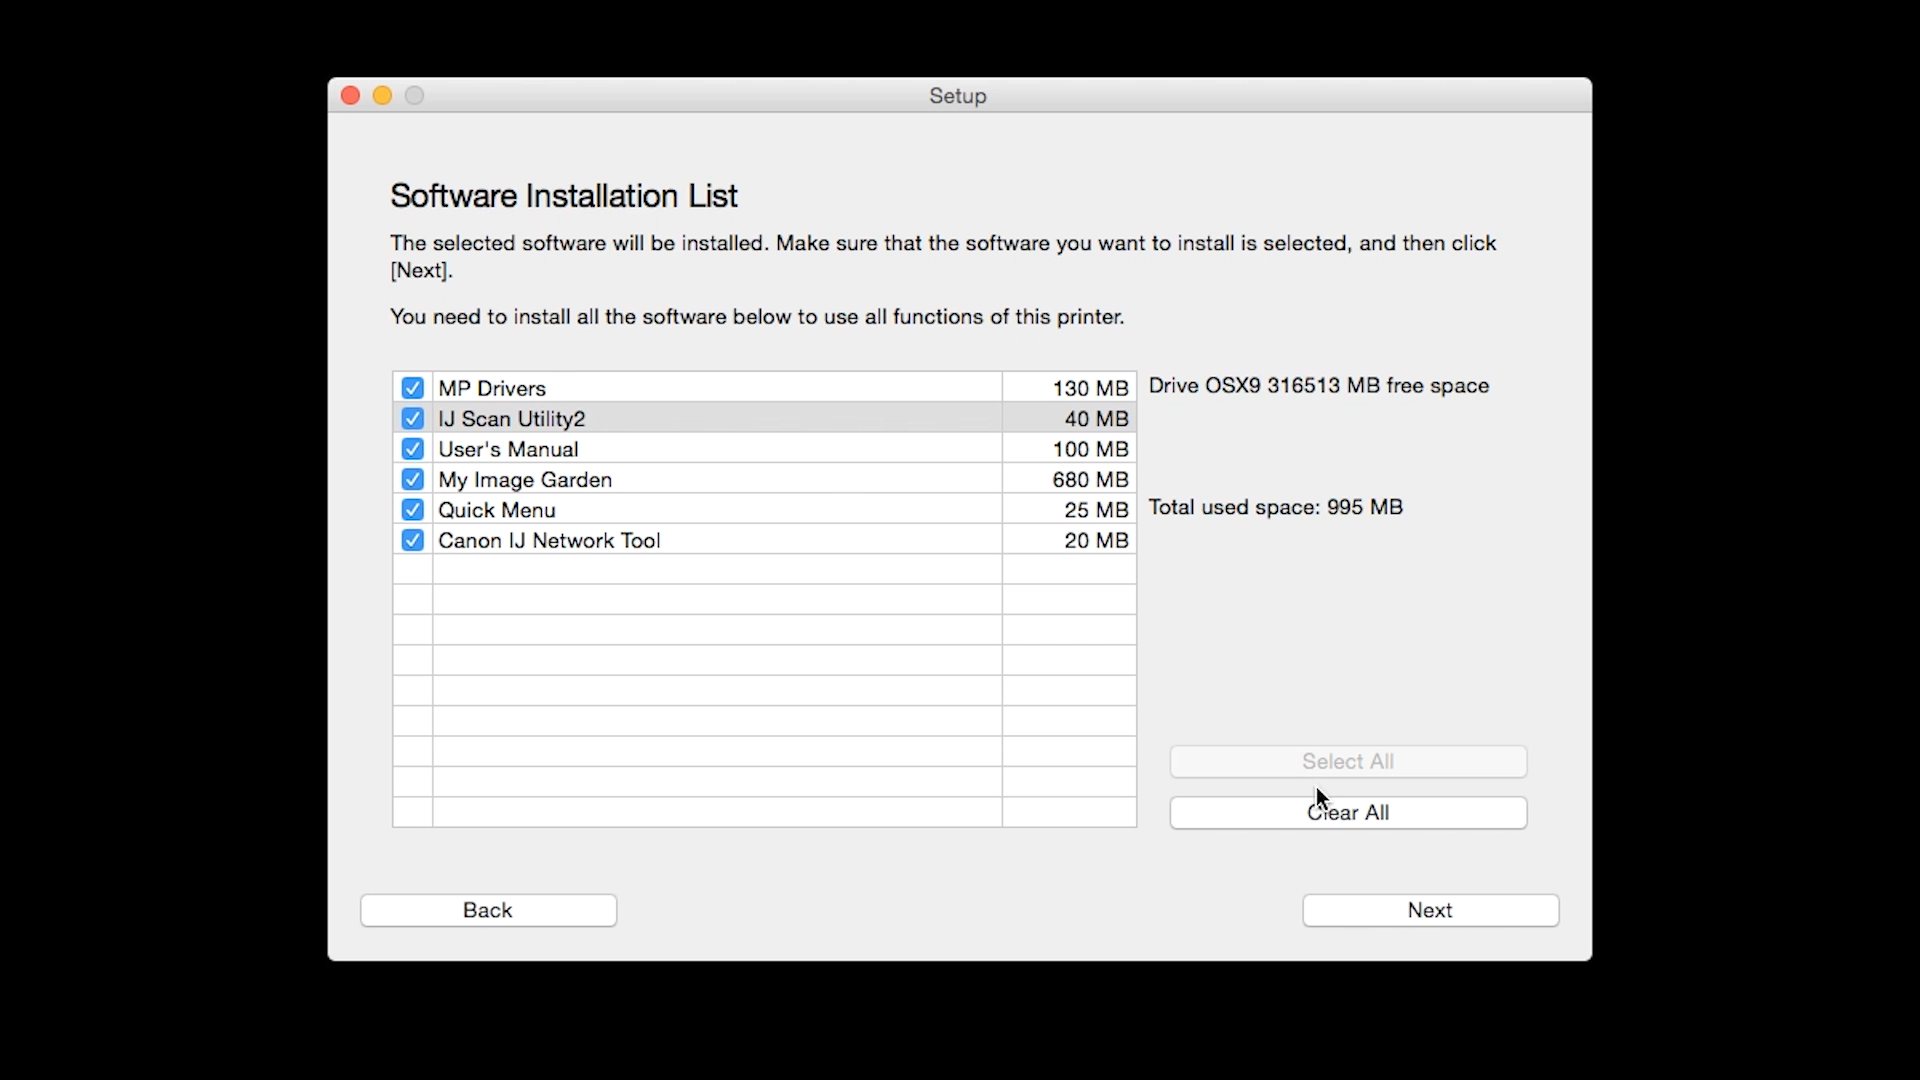 Setup
Software Installation List
The selected software will be installed. Make sure that the software you want to install is selected, and then click
[Next].
You need to install all the software below to use all functions of this printer.
MP Drivers 130 MB
Drive OSX9 316513 MB free space
IJ Scan Utility2 40 MB
User's Manual 100 MB
My Image Garden 680 MB
Quick Menu 25 MB
Total used space: 995 MB
Canon IJ Network Tool 20 MB
Select All
Clear All
Back
Next